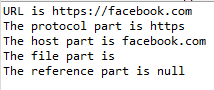 URL is https://facebook.com
The protocol part is https
The host part is facebook.com
The file part is
The reference part is null